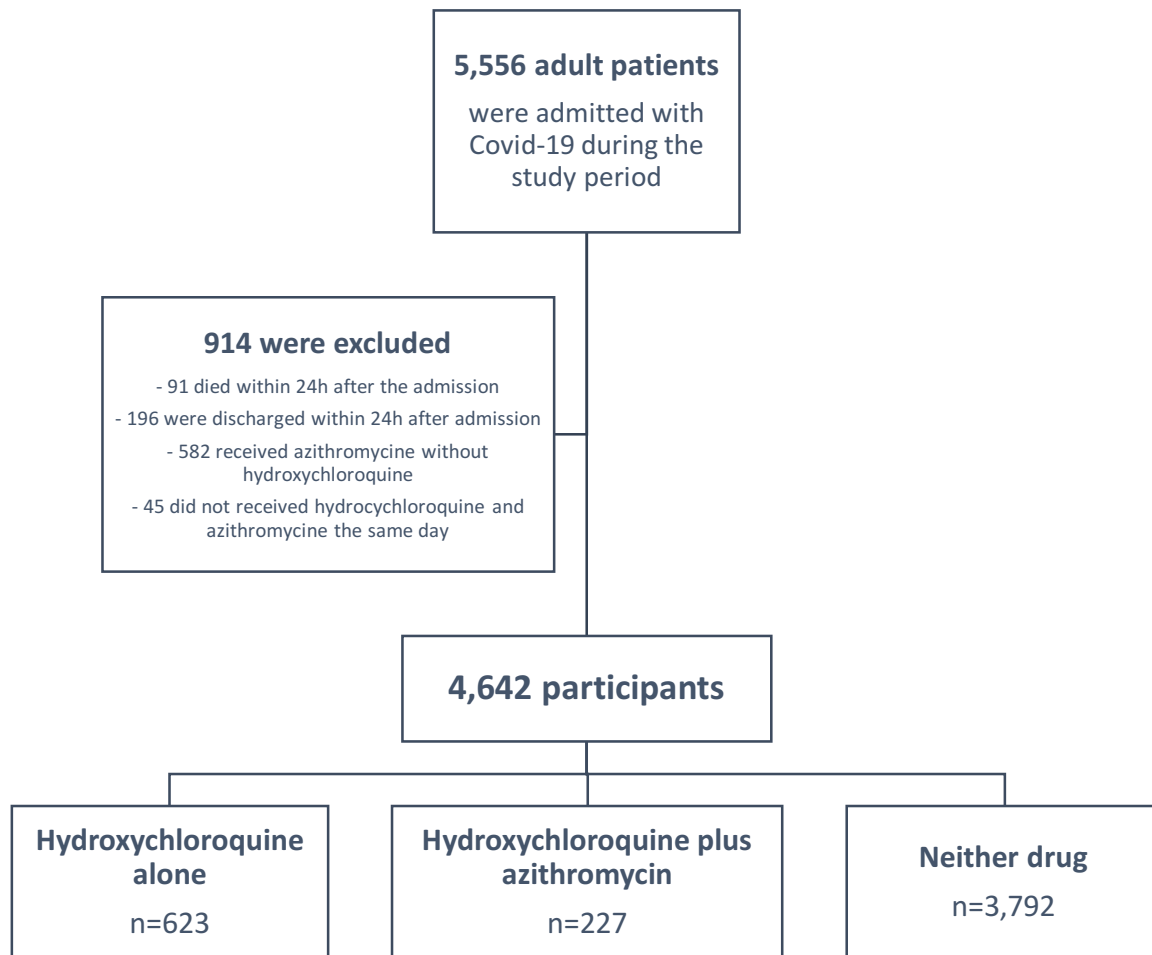 5,556 adult patients
were admitted with
Covid-19 during the
study period
914 were excluded
- 91 died within 24h after the admission
- 196 were discharged within 24h after admission
- 582 received azithromycine without
hydroxychloroquine
- 45 did not received hydrocychloroquine and
azithromycine the same day
4,642 participants
Hydroxychloroquine
alone
n=623
Hydroxychloroquine plus
azithromycin
n=227
Neither drug
n=3,792